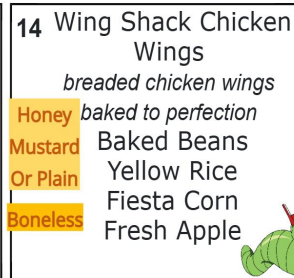 14 Wing Shack Chicken
Wings
breaded chicken wings
baked to perfection
Honey
Mustard
Or Plain
Boneless
Baked Beans
Yellow Rice
Fiesta Corn
Fresh Apple